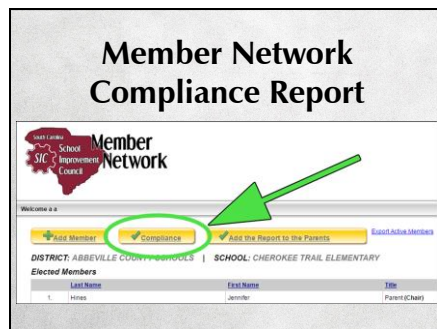 Member Network
Compliance Report
South Carolina
SIC School Improvement Council
Member Network
Welcome a a
Add Member Compliance Add the Report to the Parents Export Active Members
DISTRICT: ABBEVILLE COUNTY SCHOOLS | SCHOOL: CHEROKEE TRAIL ELEMENTARY
Elected Members
Last Name First Name Title
1. Hines Jennifer Parent (Chair)